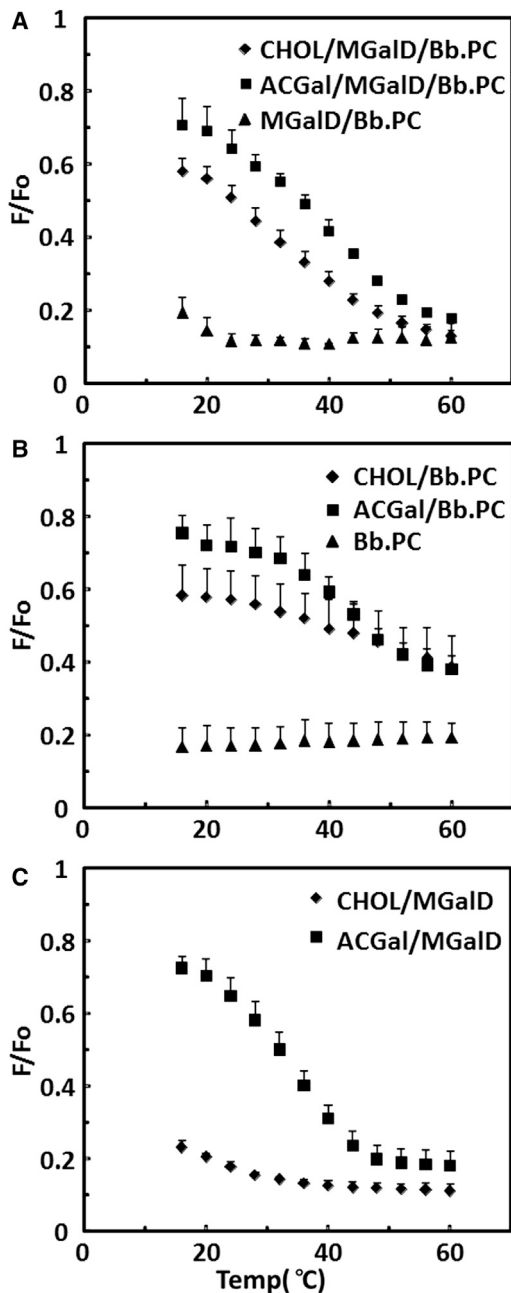 A
1
0.8
0.6
0.4
0.2
0
F/Fo
CHOL/MGalD/Bb.PC
ACGal/MGalD/Bb.PC
MGalD/Bb.PC
0 20 40 60
B
1
0.8
0.6
0.4
0.2
0
F/Fo
CHOL/Bb.PC
ACGal/Bb.PC
Bb.PC
0 20 40 60
C
1
0.8
0.6
0.4
0.2
0
F/Fo
CHOL/MGalD
ACGal/MGalD
0 20 40 60
Temp(°C)